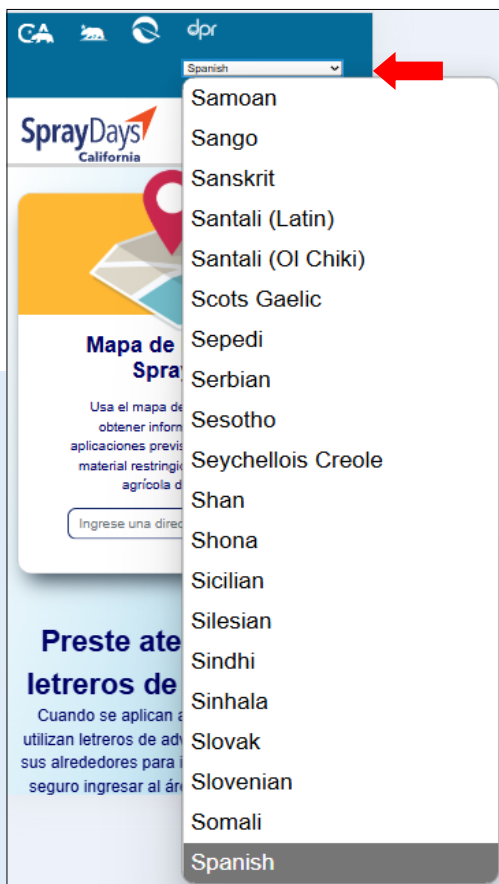 CA
dpr
Spanish
SprayDays
California
Samoan
Sango
Sanskrit
Santali (Latin)
Santali (Ol Chiki)
Scots Gaelic
Sepedi
Serbian
Sesotho
Seychellois Creole
Shan
Shona
Sicilian
Silesian
Sindhi
Sinhala
Slovak
Slovenian
Somali
Spanish
Mapa de
Spra
Usa el mapa de
obtener inform
aplicaciones previs
material restringi
agrícola d
Ingrese una direc
Preste ate
letreros de
Cuando se aplican a
utilizan letreros de adv
sus alrededores para i
seguro ingresar al ár